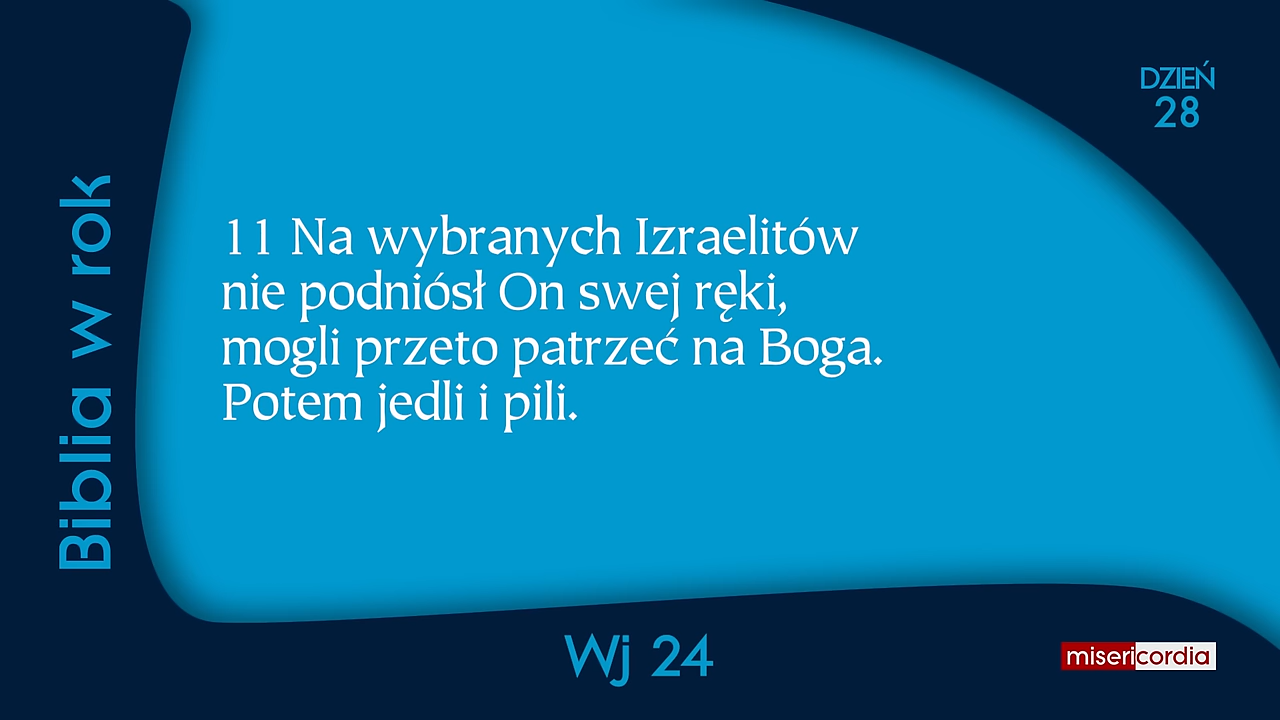 DZIEŃ
28
Biblia w rok
11 Na wybranych Izraelitów
nie podniósł On swej ręki,
mogli przeto patrzeć na Boga.
Potem jedli i pili.
Wj 24
misericordia